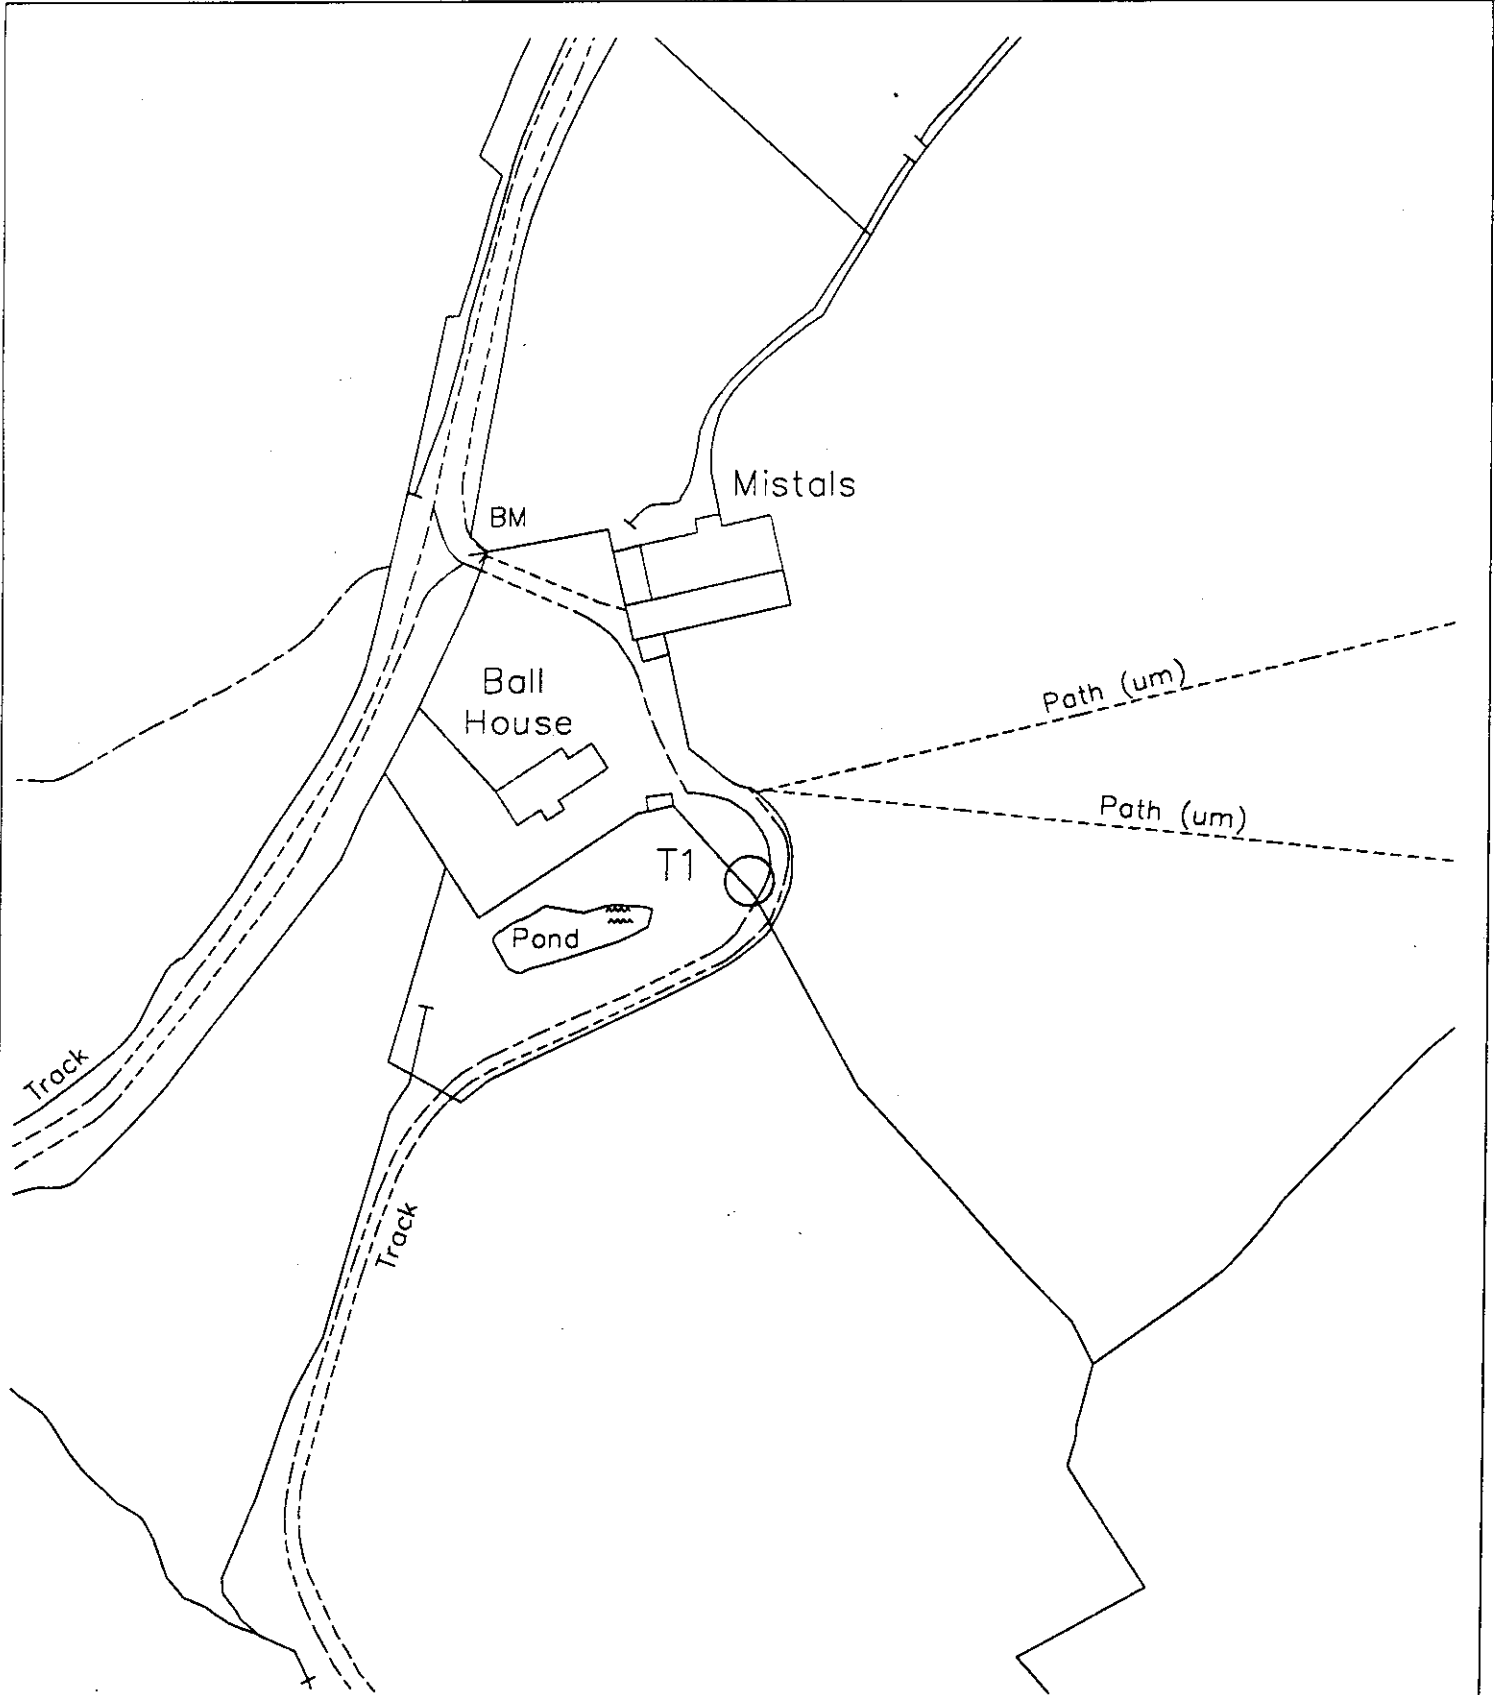 Mistals
BM
Ball
House
Path (um)
Path (um)
T1
Pond
Track
Track